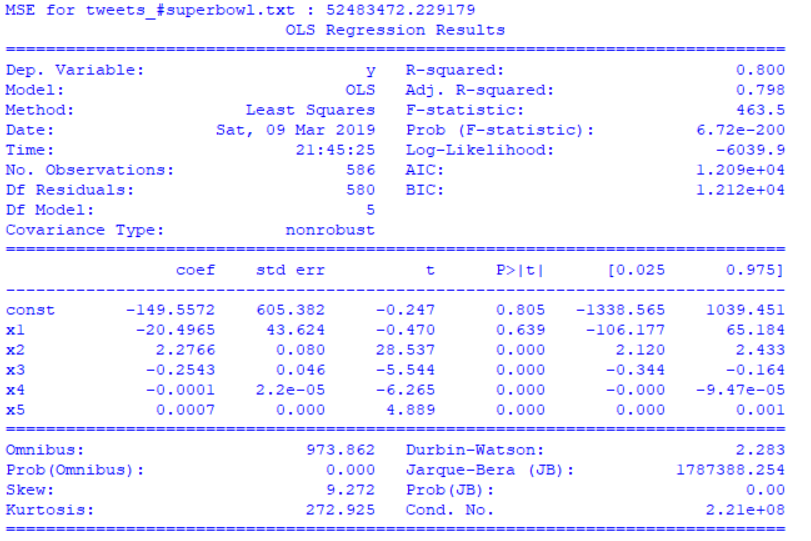 MSE for tweets_#superbowl.txt : 52483472.229179
OLS Regression Results
==============================================================================
Dep. Variable: y R-squared: 0.800
Model: OLS Adj. R-squared: 0.798
Method: Least Squares F-statistic: 463.5
Date: Sat, 09 Mar 2019 Prob (F-statistic): 6.72e-200
Time: 21:45:25 Log-Likelihood: -6039.9
No. Observations: 586 AIC: 1.209e+04
Df Residuals: 580 BIC: 1.212e+04
Df Model: 5
Covariance Type: nonrobust
==============================================================================
coef std err t P>|t| [0.025 0.975]
------------------------------------------------------------------------------
const -149.5572 605.382 -0.247 0.805 -1338.565 1039.451
x1 -20.4965 43.624 -0.470 0.639 -106.177 65.184
x2 2.2766 0.080 28.537 0.000 2.120 2.433
x3 -0.2543 0.046 -5.544 0.000 -0.344 -0.164
x4 -0.0001 2.2e-05 -6.265 0.000 -0.000 -9.47e-05
x5 0.0007 0.000 4.889 0.000 0.000 0.001
==============================================================================
Omnibus: 973.862 Durbin-Watson: 2.283
Prob(Omnibus): 0.000 Jarque-Bera (JB): 1787388.254
Skew: 9.272 Prob(JB): 0.00
Kurtosis: 272.925 Cond. No. 2.21e+08
==============================================================================